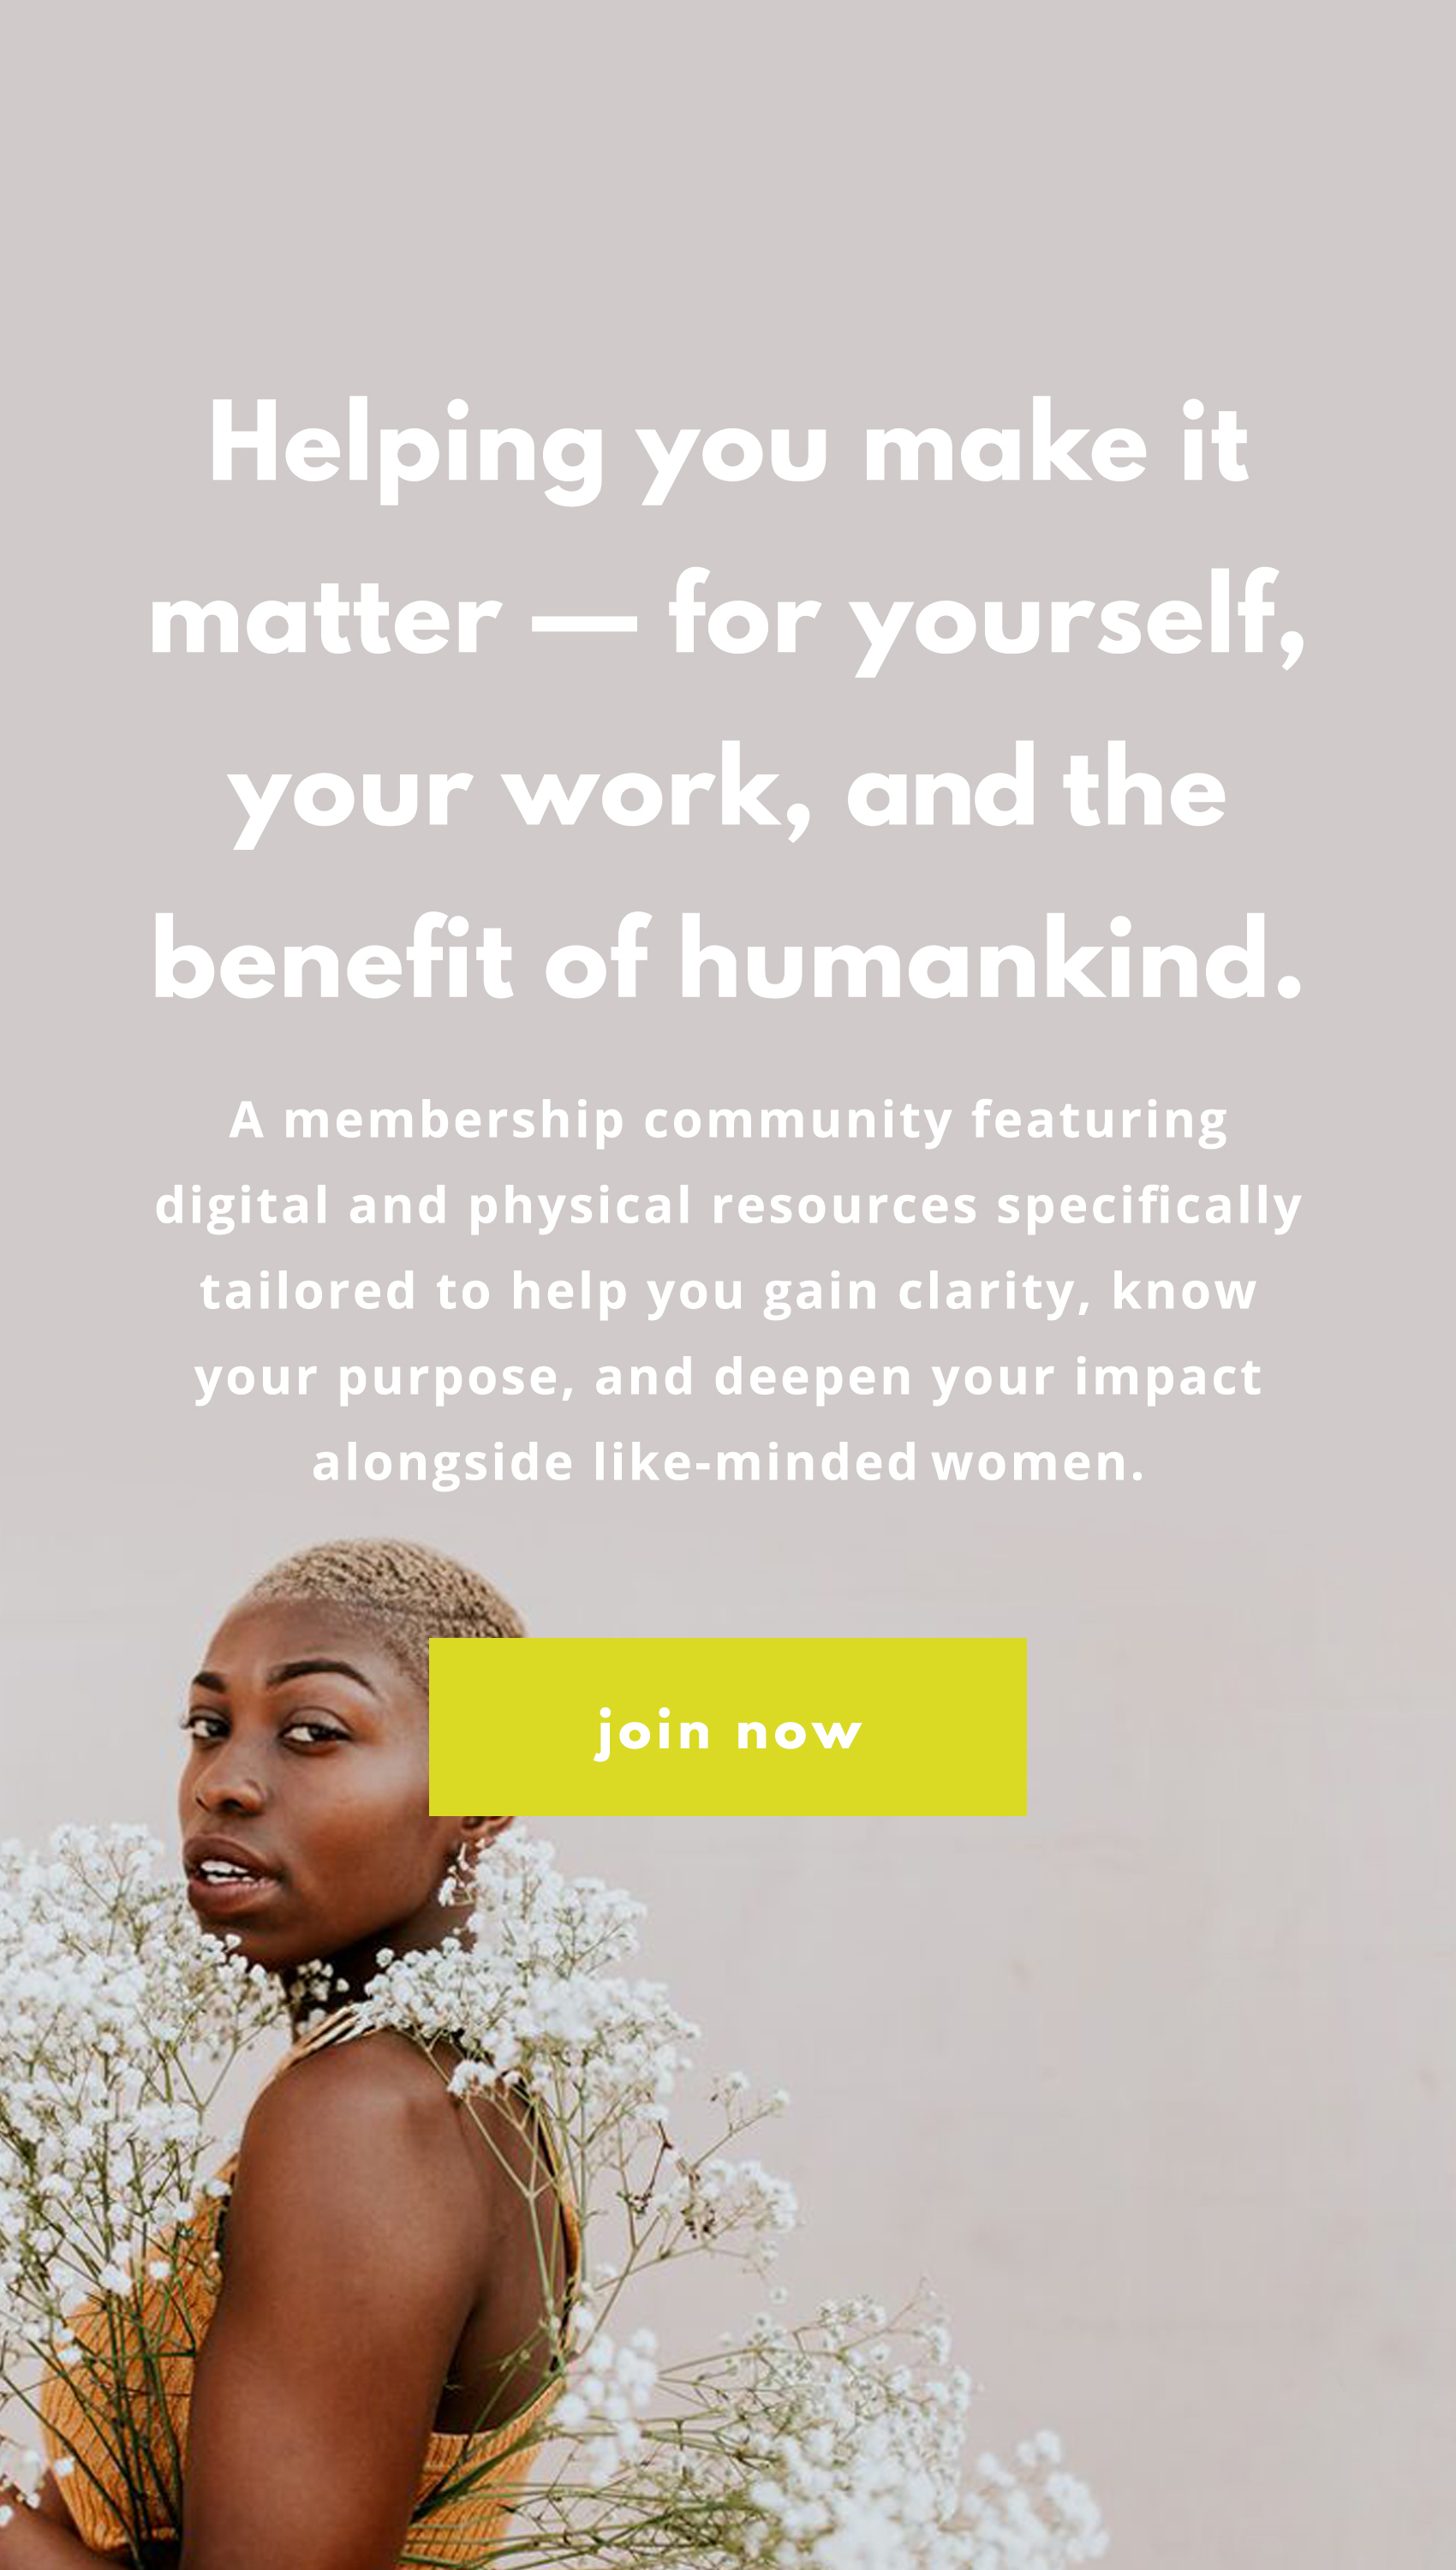 Helping you make it
matter — for yourself,
your work, and the
benefit of humankind.
A membership community featuring
digital and physical resources specifically
tailored to help you gain clarity, know
your purpose, and deepen your impact
alongside like-minded women.
join now